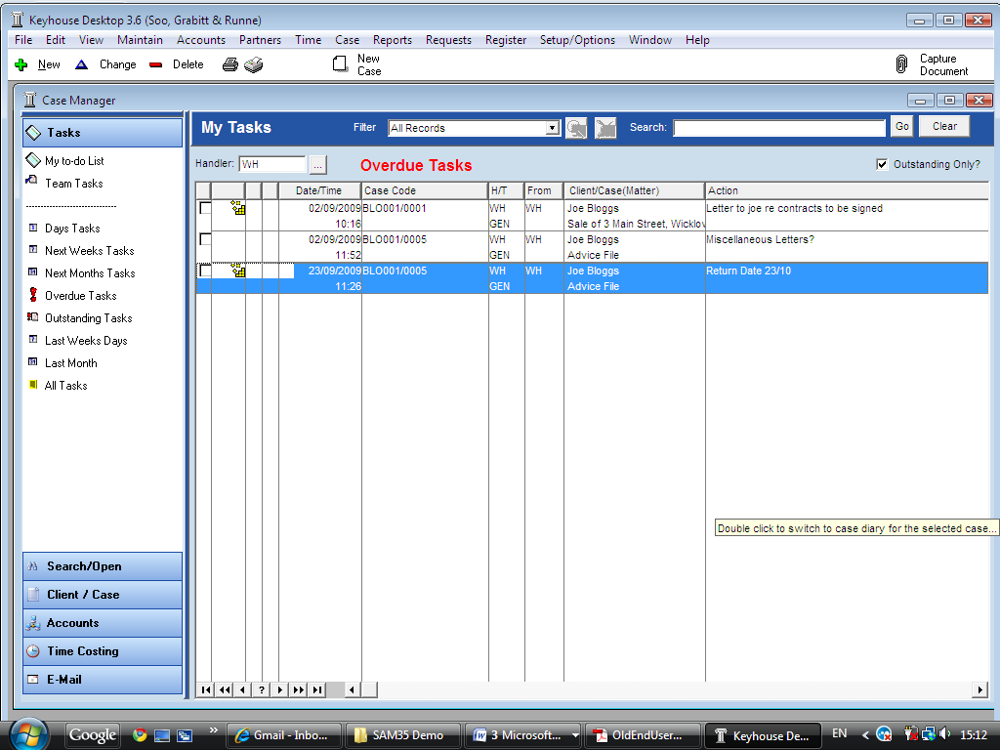 Keyhouse Desktop 3.6 (Soo, Grabitt & Runne)
File Edit View Maintain Accounts Partners Time Case Reports Requests Register Setup/Options Window Help
New Change Delete New Case Capture Document
Case Manager
Tasks
My Tasks Filter All Records Search: Go Clear
My to-do List
Team Tasks
-----------------------------
Days Tasks
Next Weeks Tasks
Next Months Tasks
Overdue Tasks
Outstanding Tasks
Last Weeks Days
Last Month
All Tasks
Search/Open
Client / Case
Accounts
Time Costing
E-Mail
Handler: WH ... Overdue Tasks Outstanding Only?
Date/Time Case Code H/T From Client/Case(Matter) Action
02/09/2009 BLO001/0001 WH WH Joe Bloggs Letter to joe re contracts to be signed
10:16 GEN Sale of 3 Main Street, Wicklov
02/09/2009 BLO001/0005 WH WH Joe Bloggs Miscellaneous Letters?
11:52 GEN Advice File
23/09/2009 BLO001/0005 WH WH Joe Bloggs Return Date 23/10
11:26 GEN Advice File
Double click to switch to case diary for the selected case...
?
Google » Gmail - Inbo... SAM35 Demo 3 Microsoft... OldEndUser... Keyhouse De... EN < 15:12